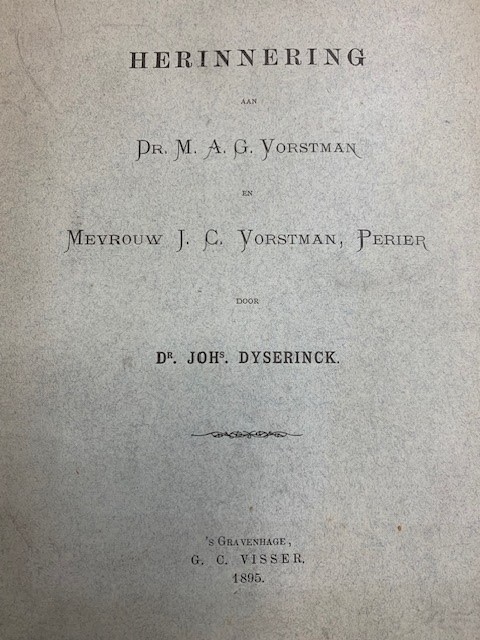 HERINNERING
AAN
DR. M. A. G. VORSTMAN
EN
MEVROUW J. C. VORSTMAN, PERIER
DOOR
DR. JOHS. DYSERINCK.
'S GRAVENHAGE,
G. C. VISSER,
1895.